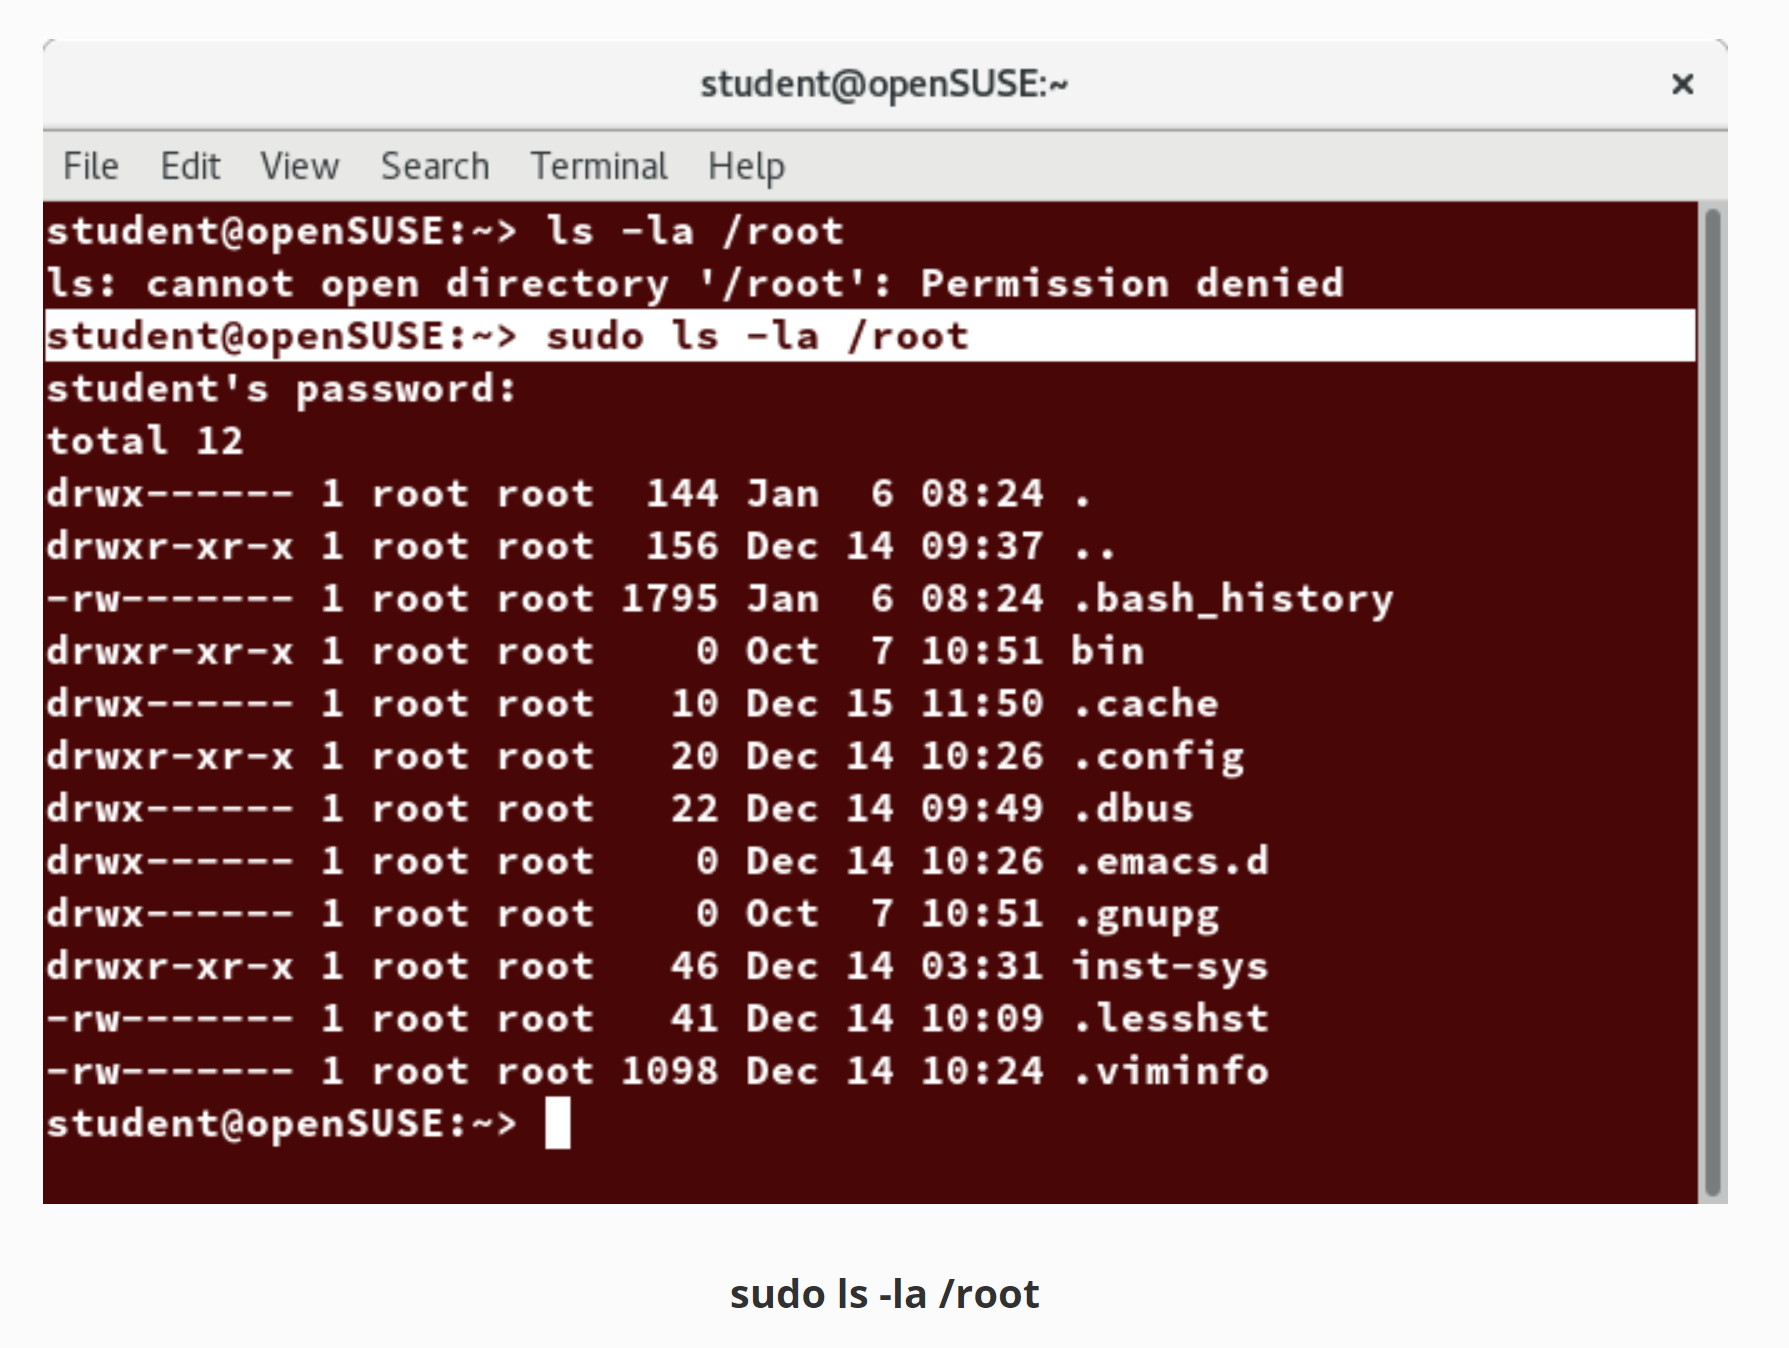 student@openSUSE:~
×
File Edit View Search Terminal Help
student@openSUSE:~> ls -la /root
ls: cannot open directory '/root': Permission denied
student@openSUSE:~> sudo ls -la /root
student's password:
total 12
drwx------ 1 root root  144 Jan  6 08:24 .
drwxr-xr-x 1 root root  156 Dec 14 09:37 ..
-rw------- 1 root root 1795 Jan  6 08:24 .bash_history
drwxr-xr-x 1 root root    0 Oct  7 10:51 bin
drwx------ 1 root root   10 Dec 15 11:50 .cache
drwxr-xr-x 1 root root   20 Dec 14 10:26 .config
drwx------ 1 root root   22 Dec 14 09:49 .dbus
drwx------ 1 root root    0 Dec 14 10:26 .emacs.d
drwx------ 1 root root    0 Oct  7 10:51 .gnupg
drwxr-xr-x 1 root root   46 Dec 14 03:31 inst-sys
-rw------- 1 root root   41 Dec 14 10:09 .lesshst
-rw------- 1 root root 1098 Dec 14 10:24 .viminfo
student@openSUSE:~>
sudo ls -la /root